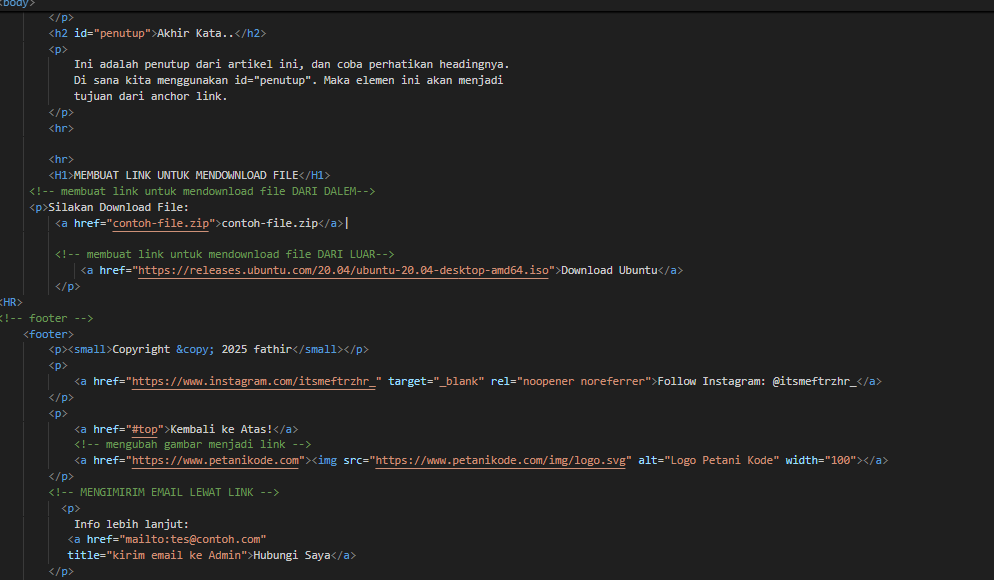 <body>
</p>
<h2 id="penutup">Akhir Kata..</h2>
<p>
Ini adalah penutup dari artikel ini, dan coba perhatikan headingnya.
Di sana kita menggunakan id="penutup". Maka elemen ini akan menjadi
tujuan dari anchor link.
</p>
<hr>
<hr>
<H1>MEMBUAT LINK UNTUK MENDOWNLOAD FILE</H1>
<!-- membuat link untuk mendownload file DARI DALEM-->
<p>Silakan Download File:
<a href="contoh-file.zip">contoh-file.zip</a>
<!-- membuat link untuk mendownload file DARI LUAR-->
<a href="https://releases.ubuntu.com/20.04/ubuntu-20.04-desktop-amd64.iso">Download Ubuntu</a>
</p>
<HR>
<!-- footer -->
<footer>
<p><small>Copyright &copy; 2025 fathir</small></p>
<p>
<a href="https://www.instagram.com/itsmeftrzhr_" target="_blank" rel="noopener noreferrer">Follow Instagram: @itsmeftrzhr_</a>
</p>
<p>
<a href="#top">Kembali ke Atas!</a>
<!-- mengubah gambar menjadi link -->
<a href="https://www.petanikode.com"><img src="https://www.petanikode.com/img/logo.svg" alt="Logo Petani Kode" width="100"></a>
</p>
<!-- MENGIMIRIM EMAIL LEWAT LINK -->
<p>
Info lebih lanjut:
<a href="mailto:tes@contoh.com"
title="kirim email ke Admin">Hubungi Saya</a>
</p>